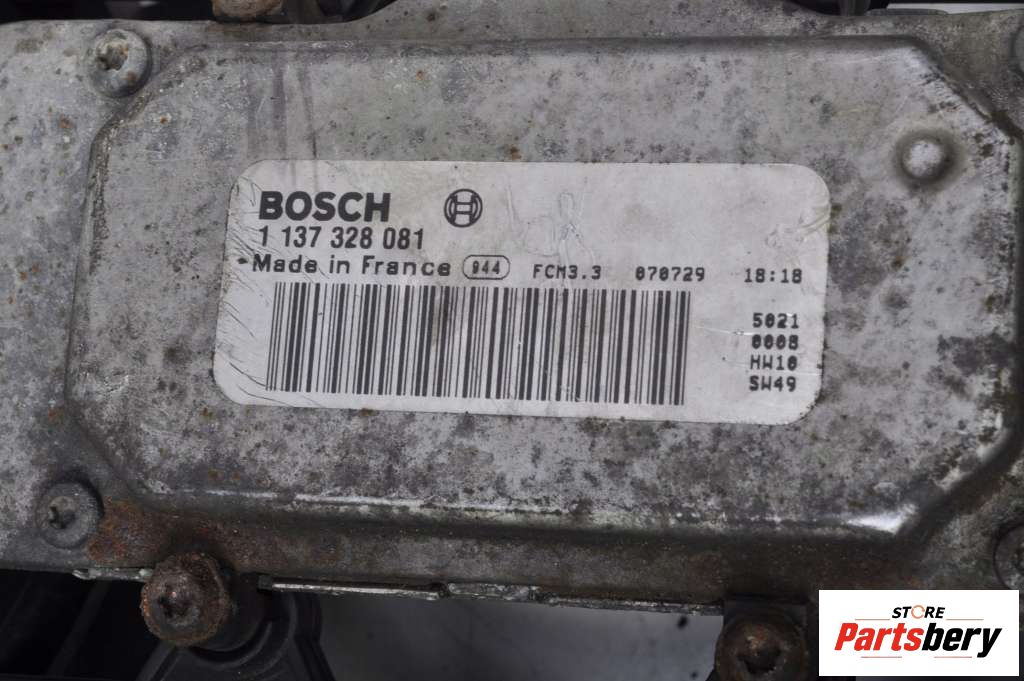 BOSCH
1 137 328 081
Made in France 944 FCM3.3 070729 18:18
5021
0008
HW10
SW49
STORE
Partsbery